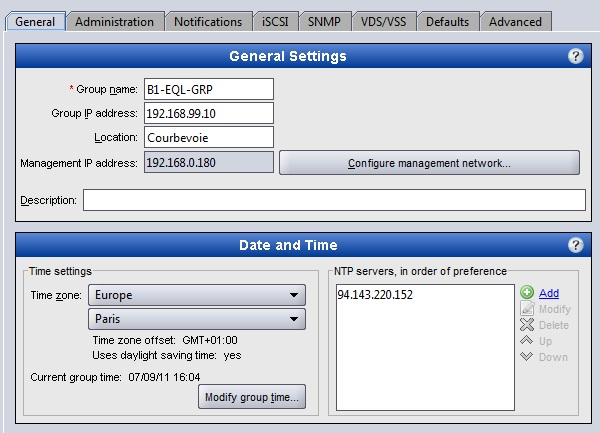 General Administration Notifications iSCSI SNMP VDS/VSS Defaults Advanced
General Settings ?
* Group name: B1-EQL-GRP
Group IP address: 192.168.99.10
Location: Courbevoie
Management IP address: 192.168.0.180 Configure management network...
Description:
Date and Time ?
Time settings
Time zone: Europe
Paris
Time zone offset: GMT+01:00
Uses daylight saving time: yes
Current group time: 07/09/11 16:04
Modify group time...
NTP servers, in order of preference
94.143.220.152
Add
Modify
Delete
Up
Down